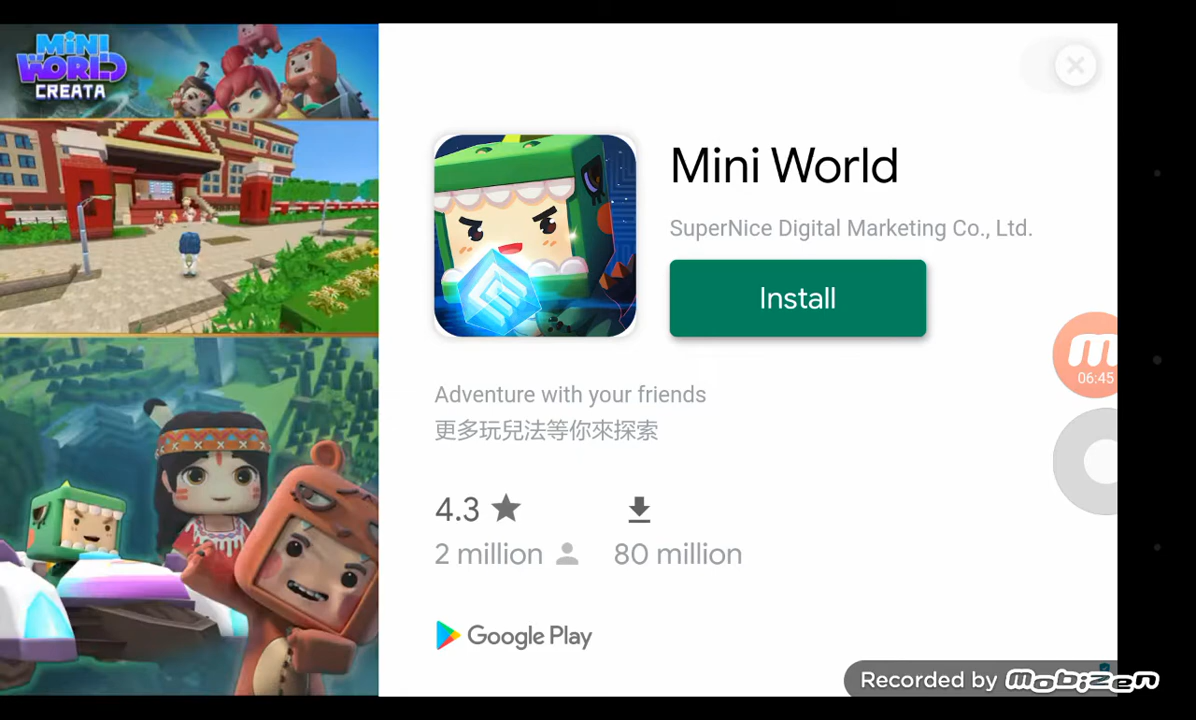 MINI
WORLD
CREATA
Mini World
SuperNice Digital Marketing Co., Ltd.
Install
Adventure with your friends
更多玩兒法等你來探索
06:45
4.3
2 million
80 million
Google Play
Recorded by mobizen